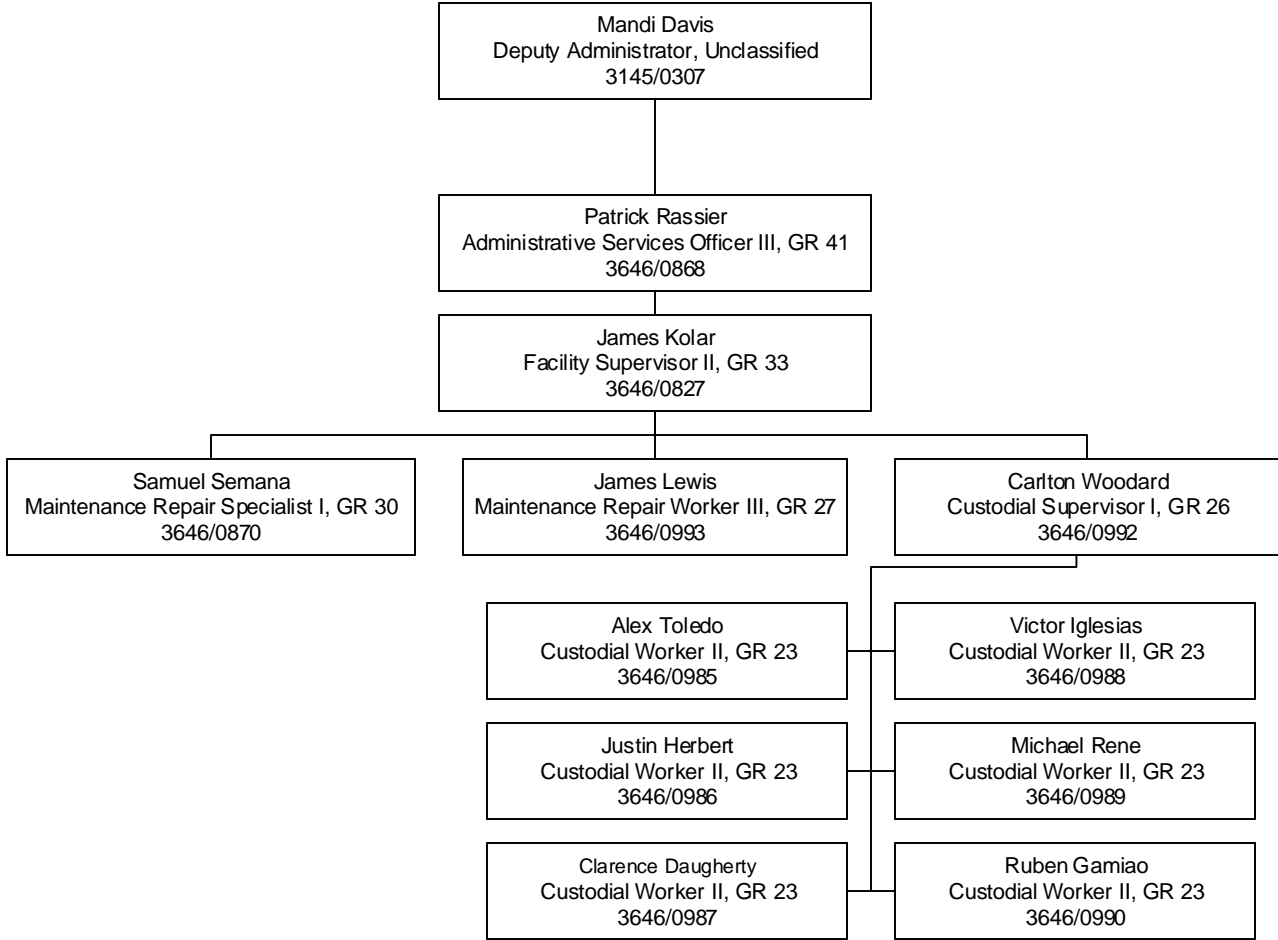 Mandi Davis
Deputy Administrator, Unclassified
3145/0307
Patrick Rassier
Administrative Services Officer III, GR 41
3646/0868
James Kolar
Facility Supervisor II, GR 33
3646/0827
Samuel Semana
Maintenance Repair Specialist I, GR 30
3646/0870
James Lewis
Maintenance Repair Worker III, GR 27
3646/0993
Carlton Woodard
Custodial Supervisor I, GR 26
3646/0992
Alex Toledo
Custodial Worker II, GR 23
3646/0985
Victor Iglesias
Custodial Worker II, GR 23
3646/0988
Justin Herbert
Custodial Worker II, GR 23
3646/0986
Michael Rene
Custodial Worker II, GR 23
3646/0989
Clarence Daugherty
Custodial Worker II, GR 23
3646/0987
Ruben Gamiao
Custodial Worker II, GR 23
3646/0990